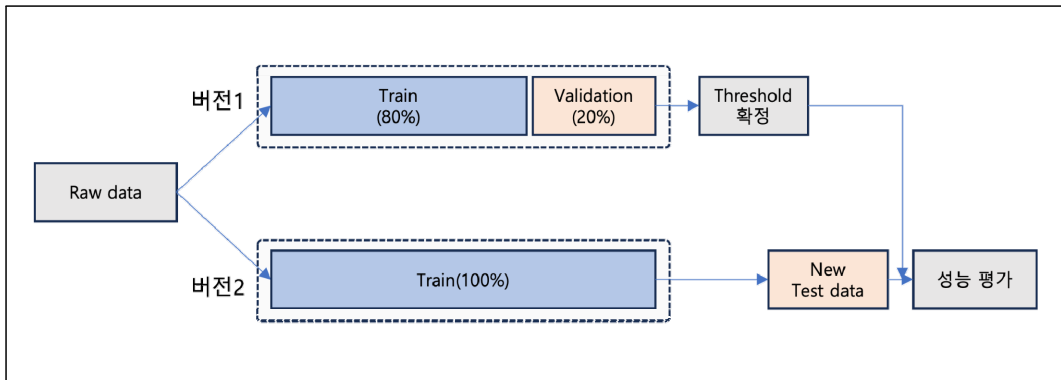 버전1
Train
(80%)
Validation
(20%)
Threshold
확정
Raw data
버전2
Train(100%)
New
Test data
성능 평가